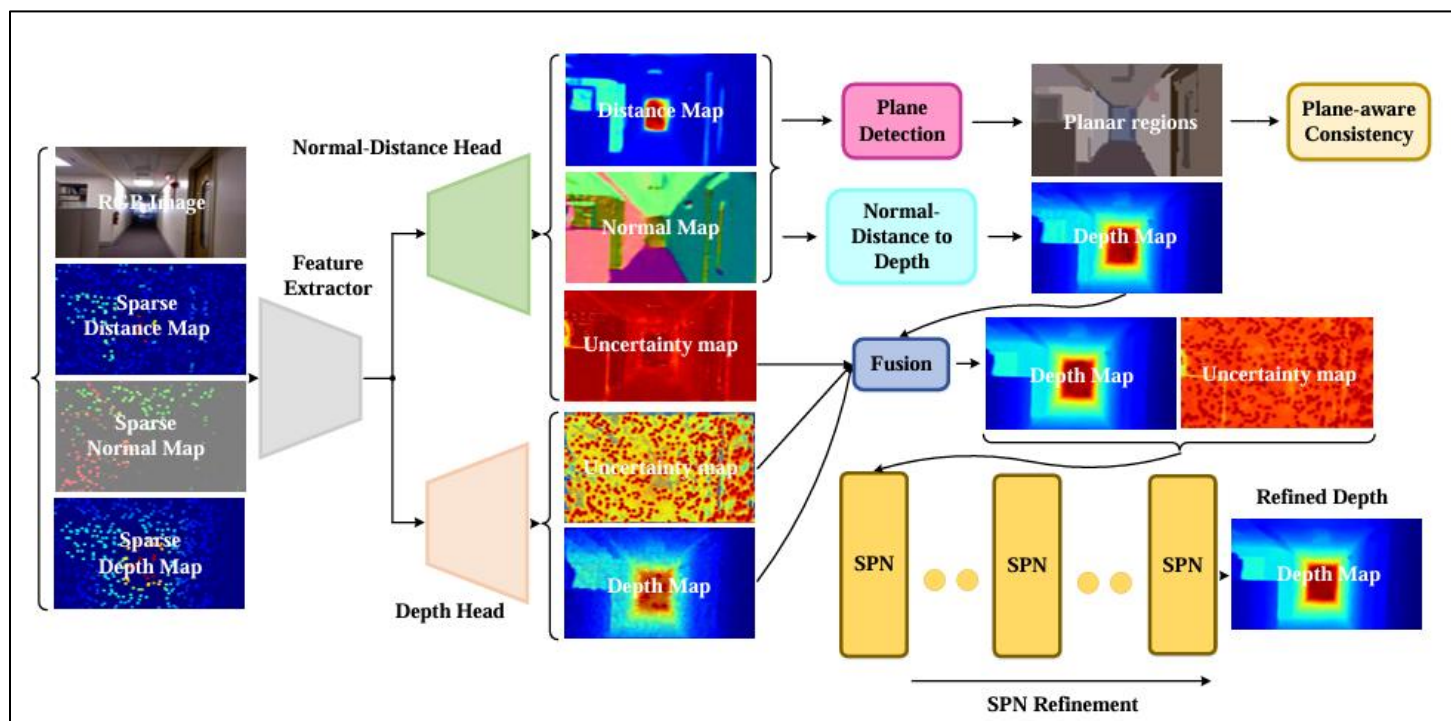 RGB Image
Sparse
Distance Map
Sparse
Normal Map
Sparse
Depth Map
Feature
Extractor
Normal-Distance Head
Depth Head
Distance Map
Normal Map
Uncertainty map
Uncertainty map
Depth Map
Plane
Detection
Planar regions
Plane-aware
Consistency
Normal-
Distance to
Depth
Depth Map
Fusion
Depth Map
Uncertainty map
SPN
SPN
SPN
SPN Refinement
Refined Depth
Depth Map